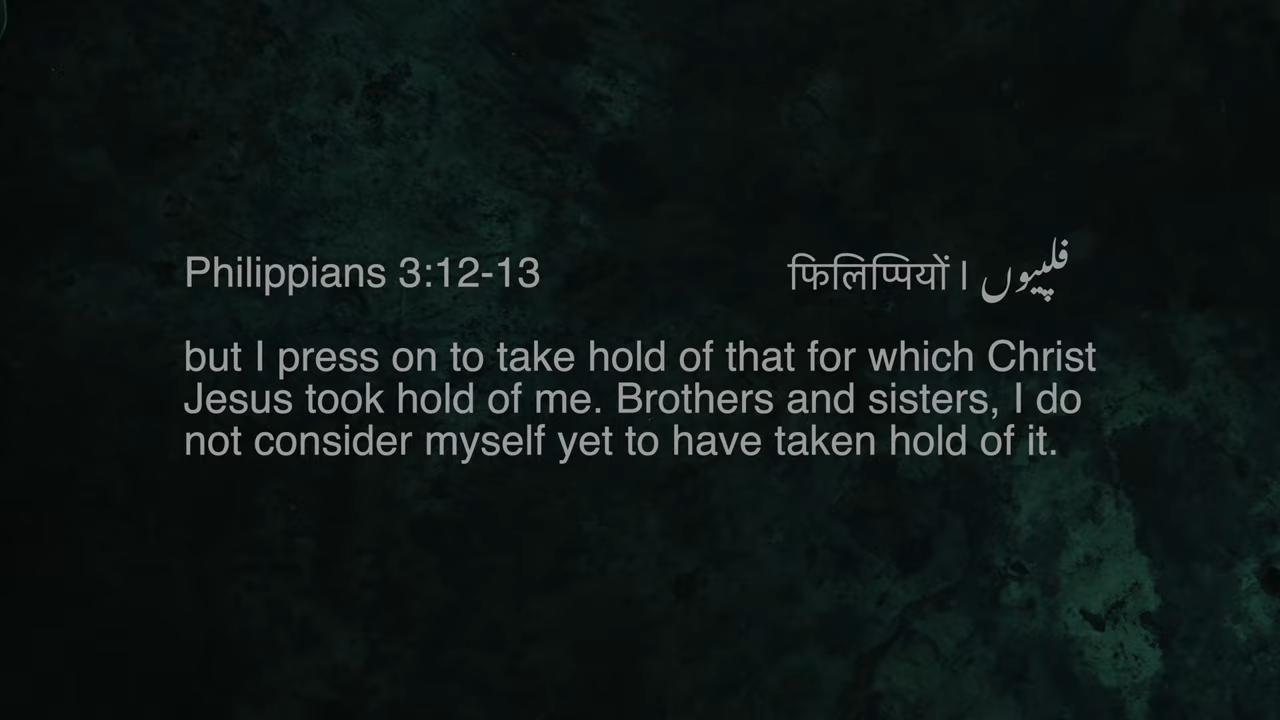 Philippians 3:12-13
फिलिप्पियों | فلپیوں
but I press on to take hold of that for which Christ
Jesus took hold of me. Brothers and sisters, I do
not consider myself yet to have taken hold of it.